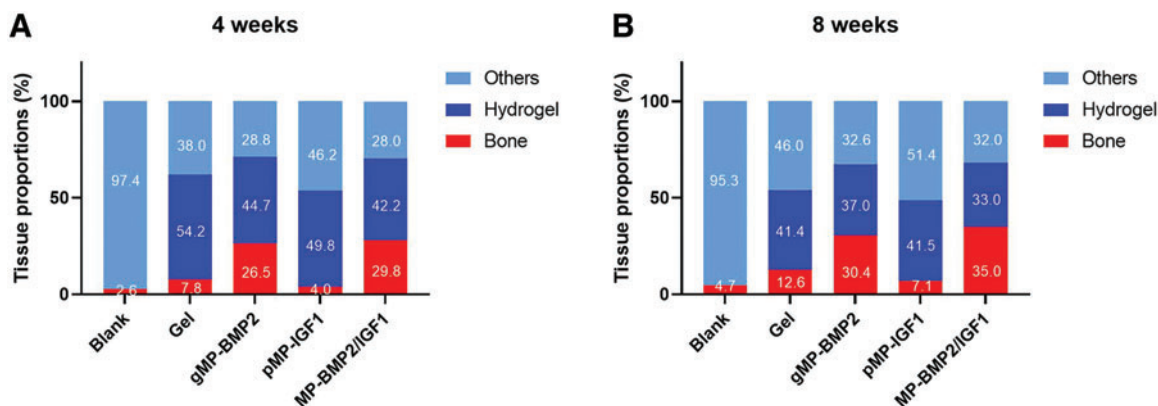 A
4 weeks
Tissue proportions (%)
100
50
0
97.4
2.6
38.0
54.2
7.8
28.8
44.7
26.5
46.2
49.8
4.0
28.0
42.2
29.8
Blank
Gel
gMP-BMP2
pMP-IGF1
MP-BMP2/IGF1
Others
Hydrogel
Bone
B
8 weeks
Tissue proportions (%)
100
50
0
95.3
4.7
46.0
41.4
12.6
32.6
37.0
30.4
51.4
41.5
7.1
32.0
33.0
35.0
Blank
Gel
gMP-BMP2
pMP-IGF1
MP-BMP2/IGF1
Others
Hydrogel
Bone